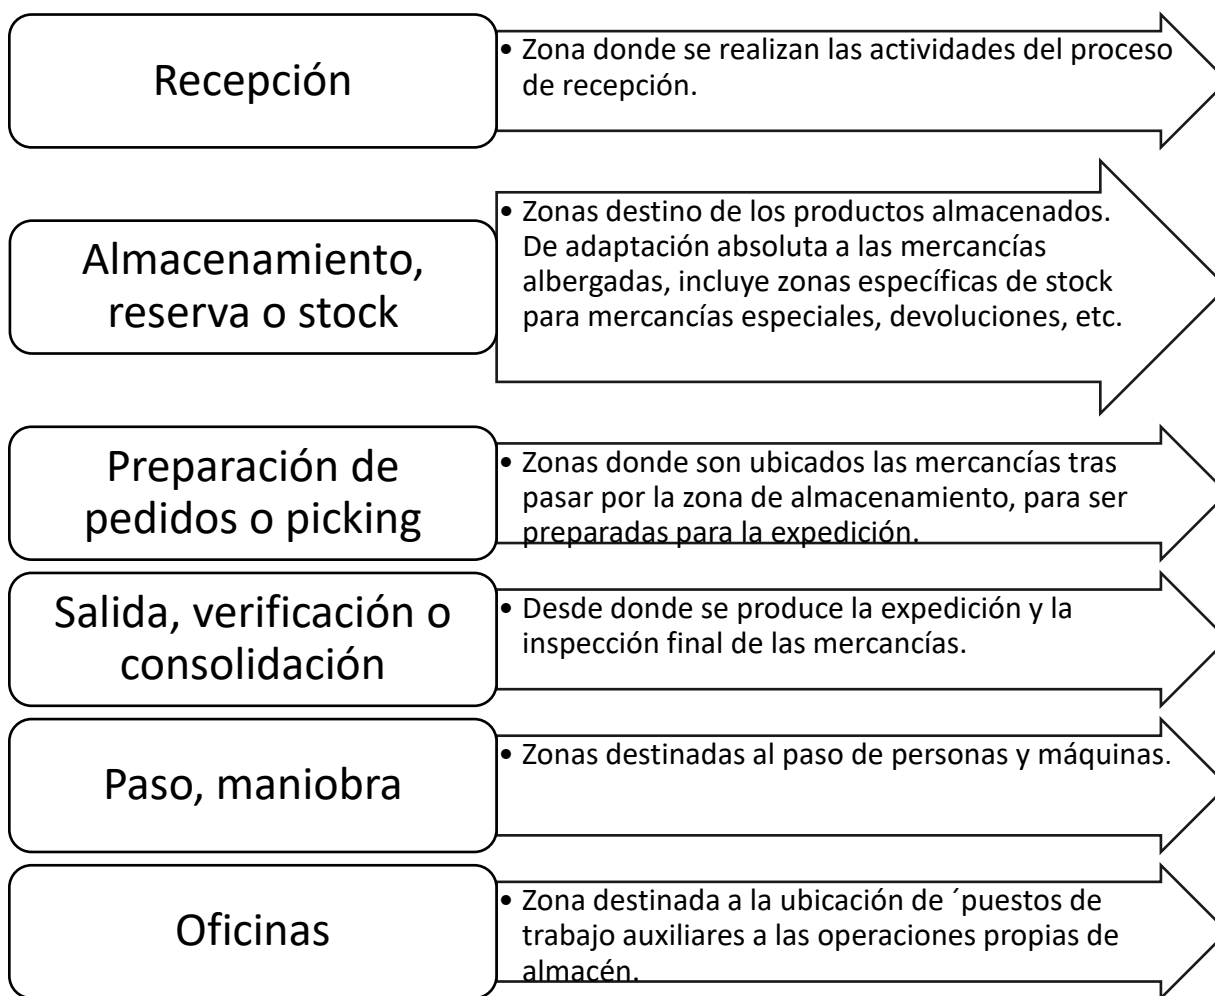 Recepción
• Zona donde se realizan las actividades del proceso
de recepción.
Almacenamiento,
reserva o stock
• Zonas destino de los productos almacenados.
De adaptación absoluta a las mercancías
albergadas, incluye zonas específicas de stock
para mercancías especiales, devoluciones, etc.
Preparación de
pedidos o picking
• Zonas donde son ubicados las mercancías tras
pasar por la zona de almacenamiento, para ser
preparadas para la expedición.
Salida, verificación o
consolidación
• Desde donde se produce la expedición y la
inspección final de las mercancías.
Paso, maniobra
• Zonas destinadas al paso de personas y máquinas.
Oficinas
• Zona destinada a la ubicación de ´puestos de
trabajo auxiliares a las operaciones propias de
almacén.